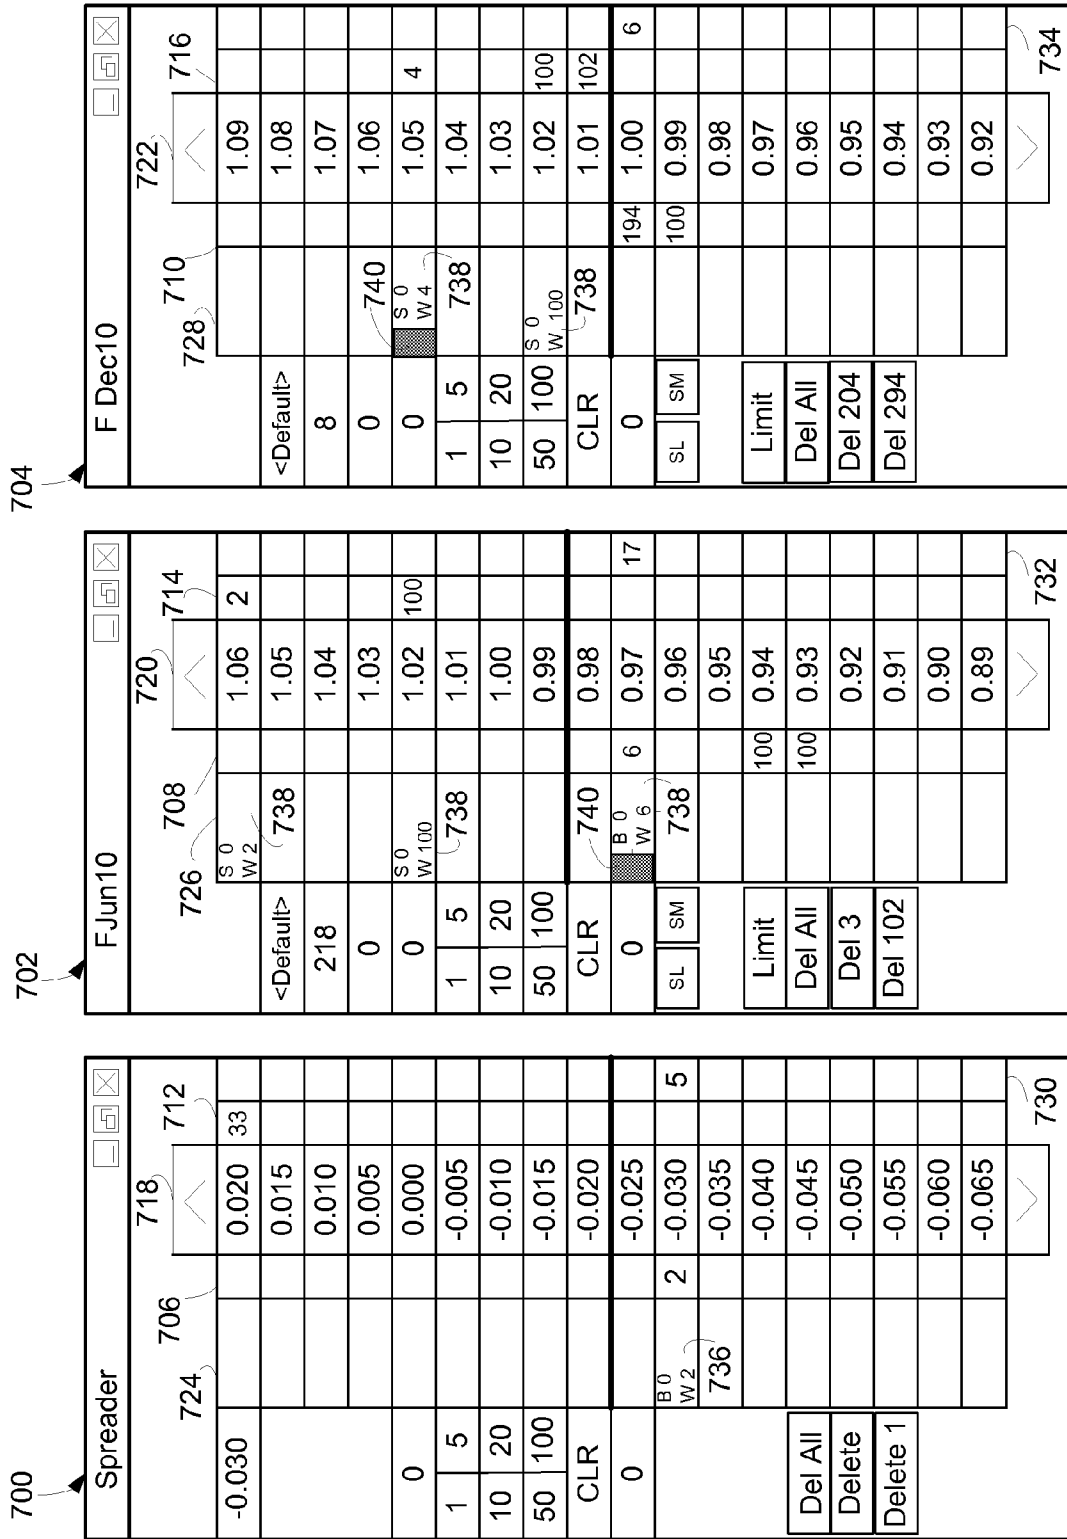 700
Spreader
718
712
724
706
-0.030
0.020 33
0.015
0.010
0.005
0 0.000
1 5 -0.005
10 20 -0.010
50 100 -0.015
CLR -0.020
0 -0.025
B 0
W 2 2 -0.030 5
736 -0.035
-0.040
Del All -0.045
Delete -0.050
Delete 1 -0.055
-0.060
-0.065
730
702
FJun10
720
714
726
708
S 0
W 2 1.06 2
<Default> 738 1.05
218 1.04
0 1.03
0 S 0
W 100 1.02 100
1 5 738 1.01
10 20 1.00
50 100 0.99
CLR 740 0.98
0 B 0
W 6 6 0.97 17
SL SM 738 0.96
0.95
Limit 100 0.94
Del All 100 0.93
Del 3 0.92
Del 102 0.91
0.90
0.89
732
704
F Dec10
722
716
728
710
1.09
<Default> 1.08
8 1.07
0 740 1.06
0 S 0
W 4 1.05 4
1 5 738 1.04
10 20 1.03
50 100 S 0
W 100 1.02 100
CLR 738 1.01 102
0 194 1.00 6
SL SM 100 0.99
0.98
Limit 0.97
Del All 0.96
Del 204 0.95
Del 294 0.94
0.93
0.92
734